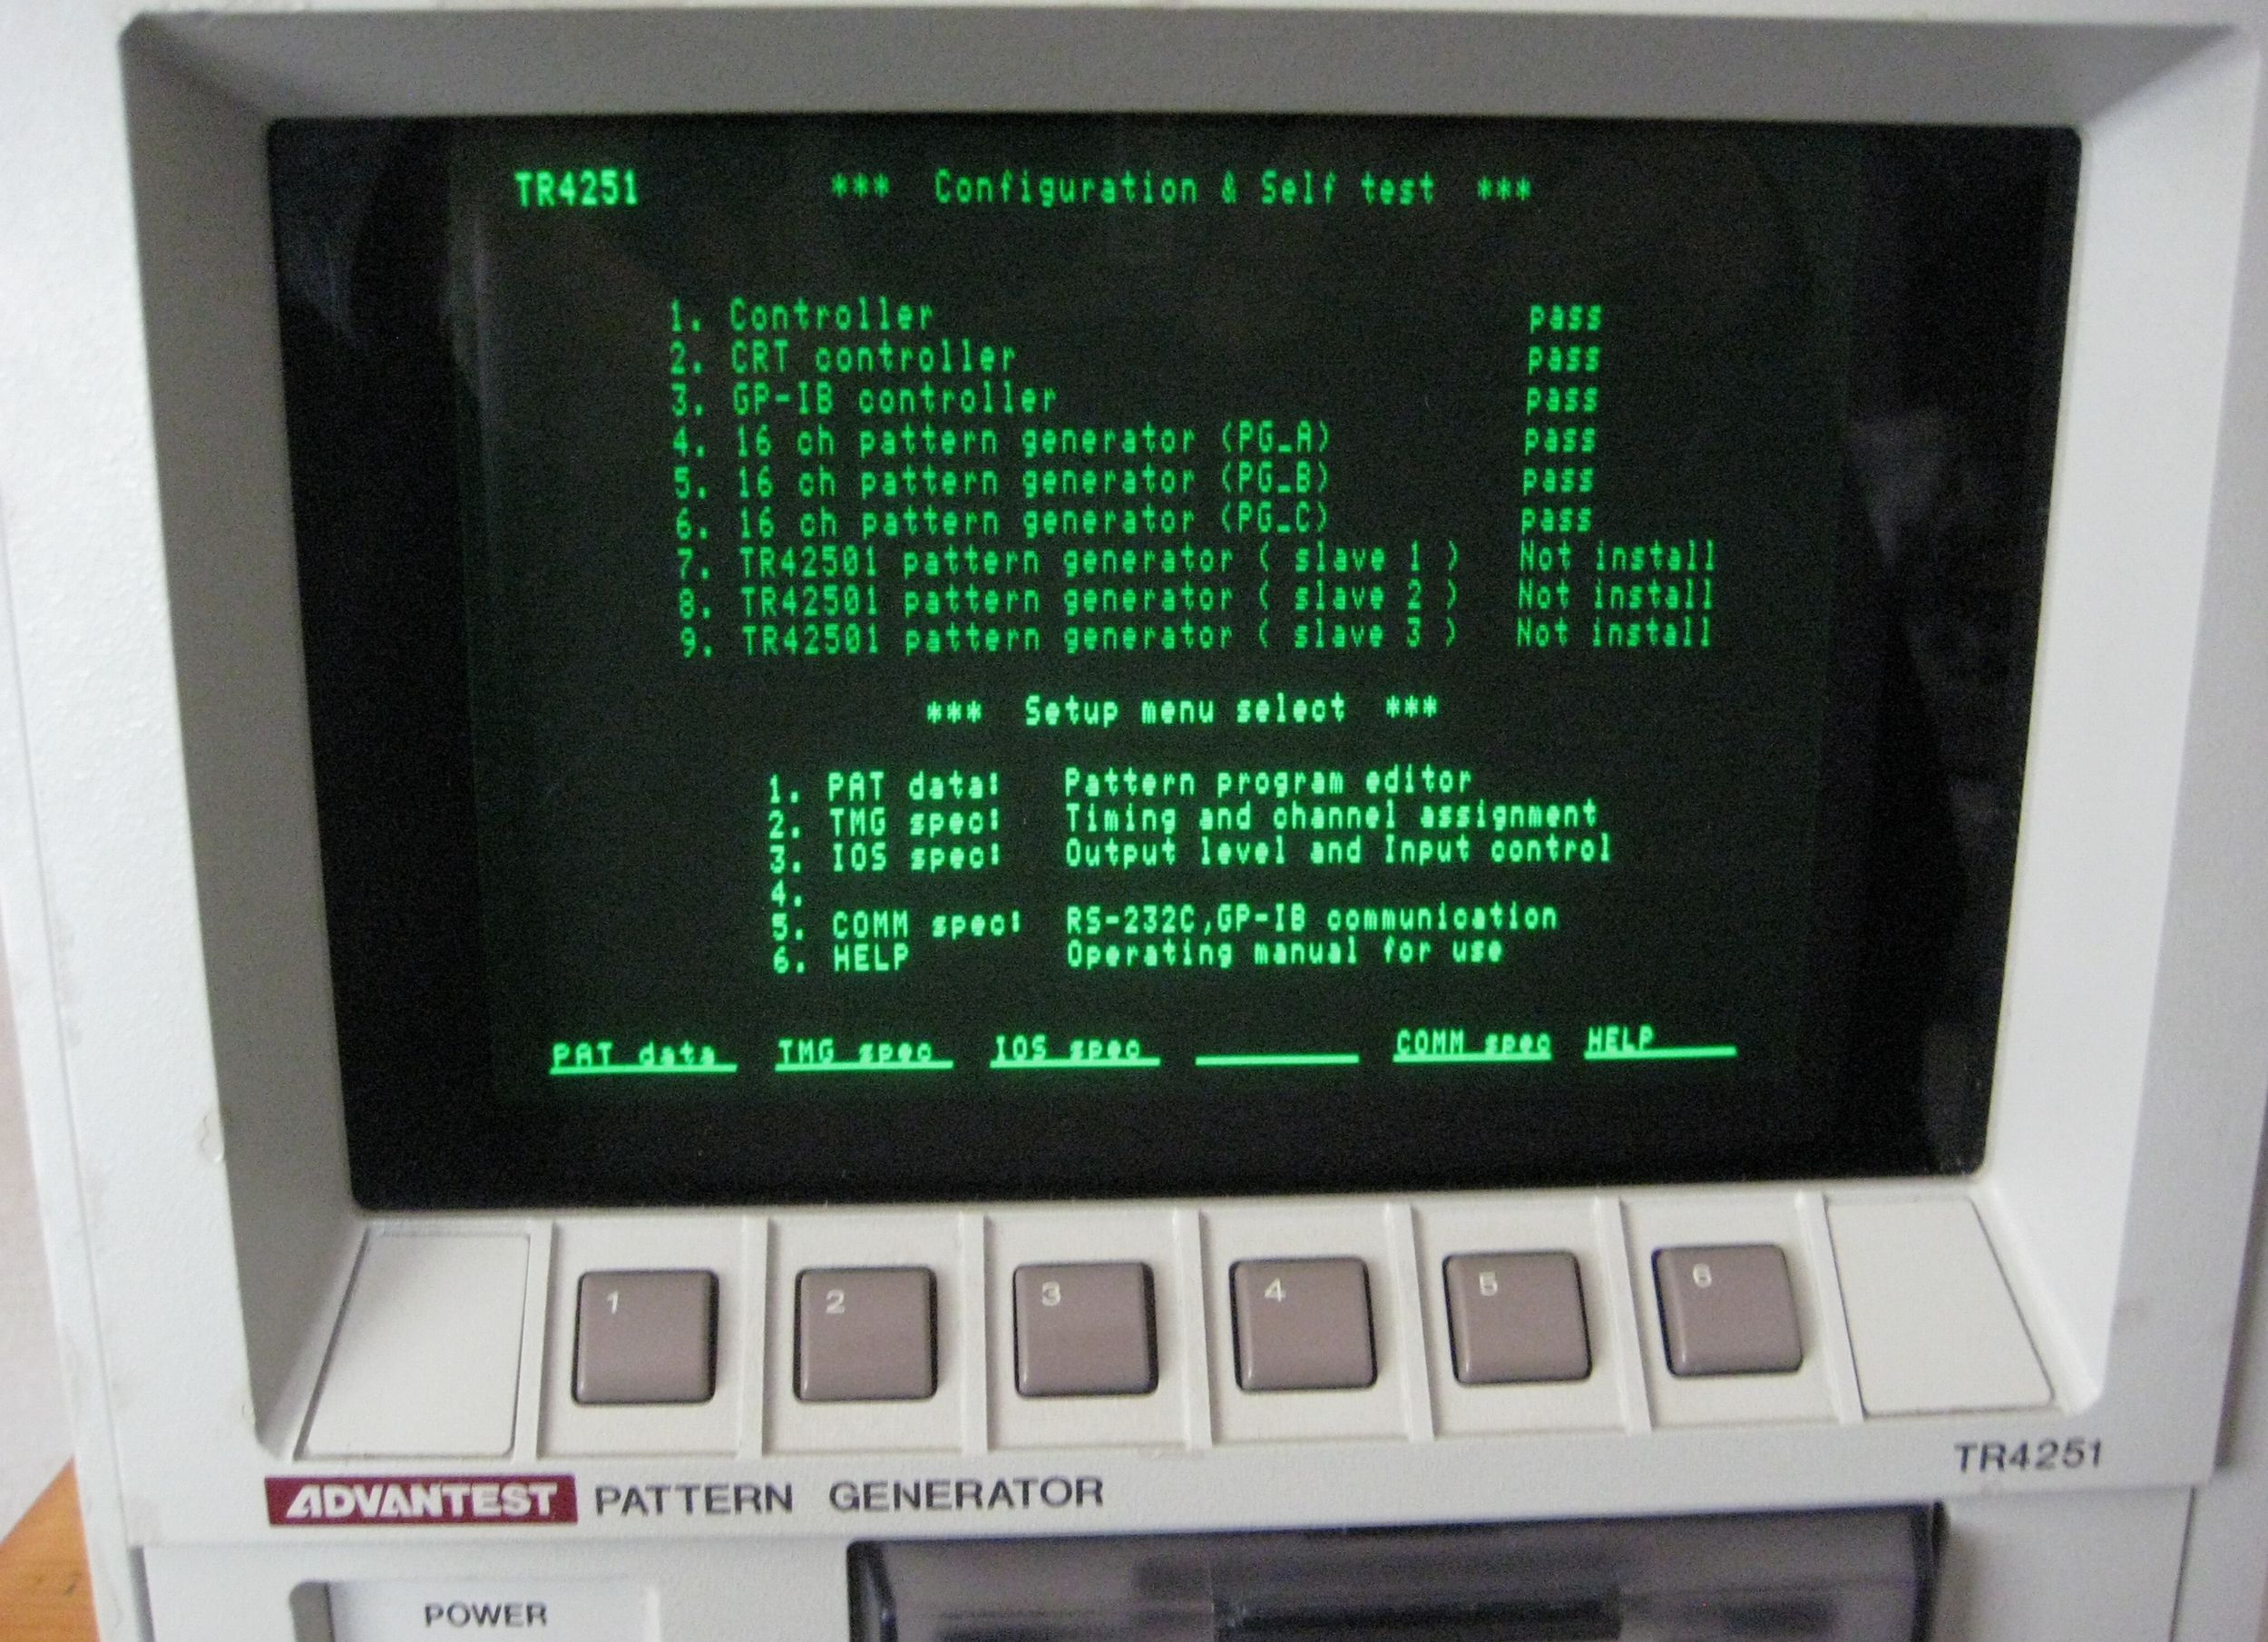 TR4251 *** Configuration & Self test ***
1. Controller pass
2. CRT controller pass
3. GP-IB controller pass
4. 16 ch pattern generator (PG_A) pass
5. 16 ch pattern generator (PG_B) pass
6. 16 ch pattern generator (PG_C) pass
7. TR42501 pattern generator ( slave 1 ) Not install
8. TR42501 pattern generator ( slave 2 ) Not install
9. TR42501 pattern generator ( slave 3 ) Not install
*** Setup menu select ***
1. PAT data: Pattern program editor
2. TMG spec: Timing and channel assignment
3. IOS spec: Output level and Input control
4.
5. COMM spec: RS-232C,GP-IB communication
6. HELP Operating manual for use
PAT data TMG spec IOS spec COMM spec HELP
1 2 3 4 5 6
TR4251
ADVANTEST PATTERN GENERATOR
POWER